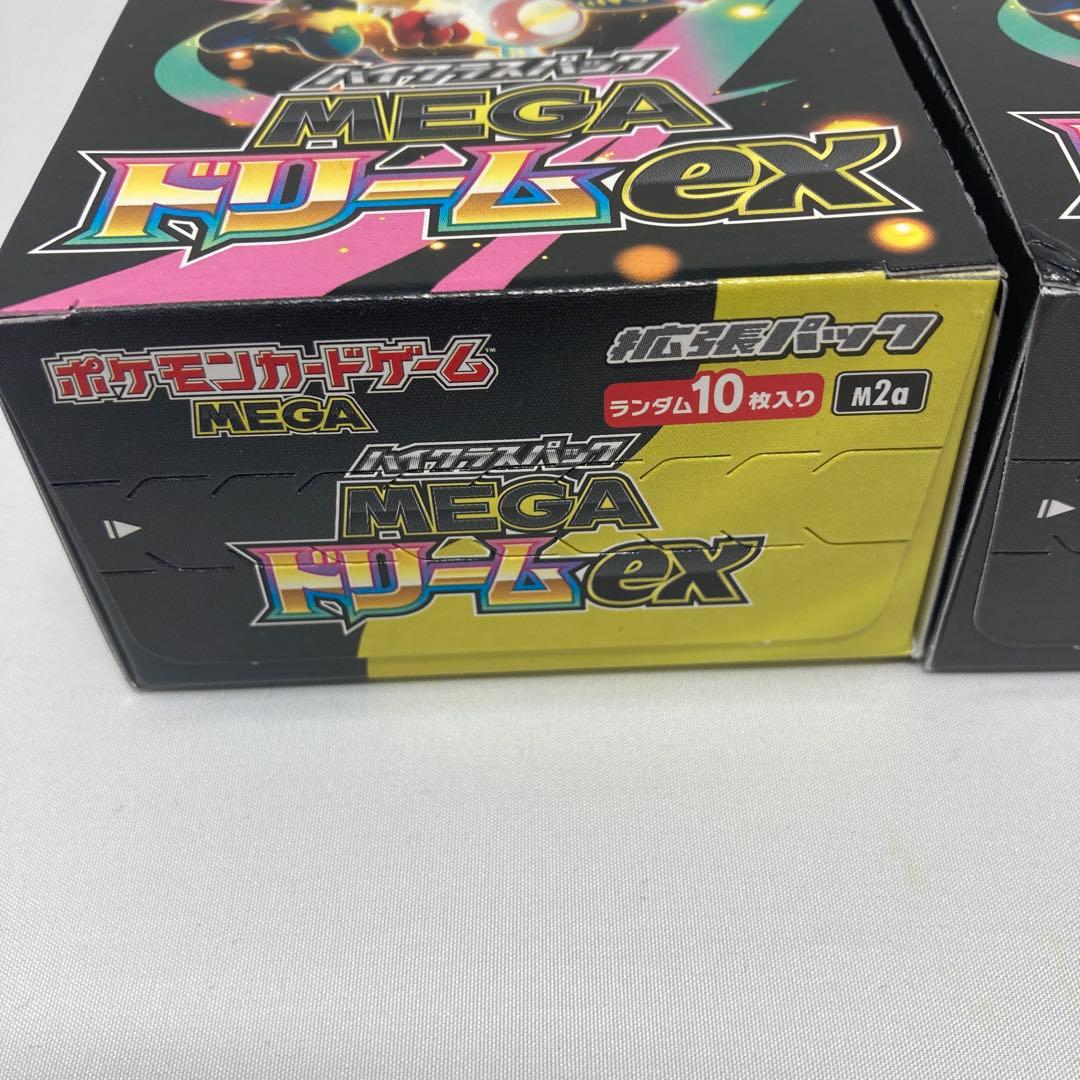 ハイクラスパック
MEGA
ドリームex
ポケモンカードゲーム™
MEGA
拡張パック
ランダム10枚入り
M2a
ハイクラスパック
MEGA
ドリームex